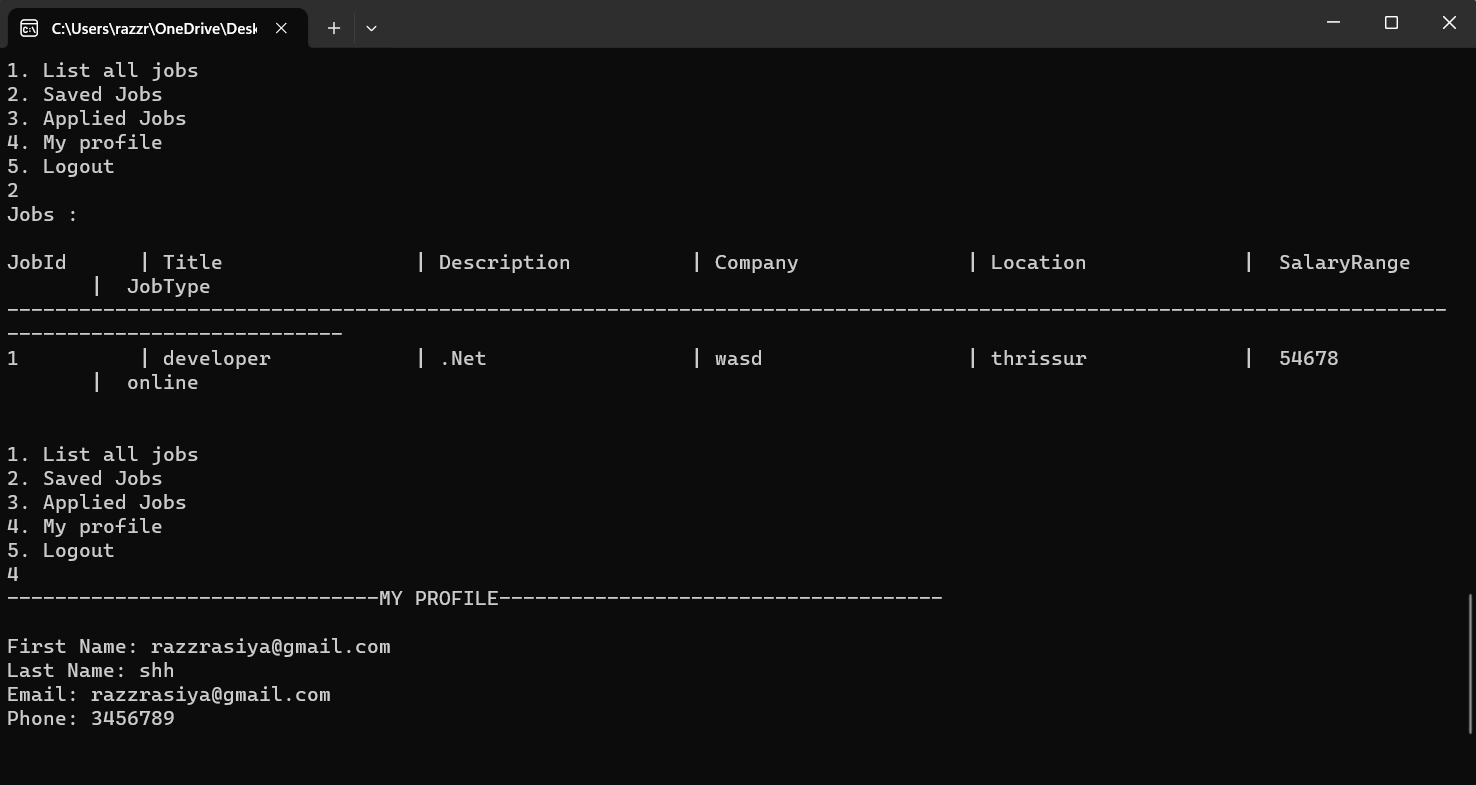 C:\Users\razzr\OneDrive\Desk
1. List all jobs
2. Saved Jobs
3. Applied Jobs
4. My profile
5. Logout
2
Jobs :
JobId      | Title                | Description          | Company              | Location             |  SalaryRange
       |  JobType
------------------------------------------------------------------------------------------------------------------------
----------------------------
1          | developer            | .Net                 | wasd                 | thrissur             |  54678
       |  online
1. List all jobs
2. Saved Jobs
3. Applied Jobs
4. My profile
5. Logout
4
-------------------------------MY PROFILE-------------------------------------
First Name: razzrasiya@gmail.com
Last Name: shh
Email: razzrasiya@gmail.com
Phone: 3456789